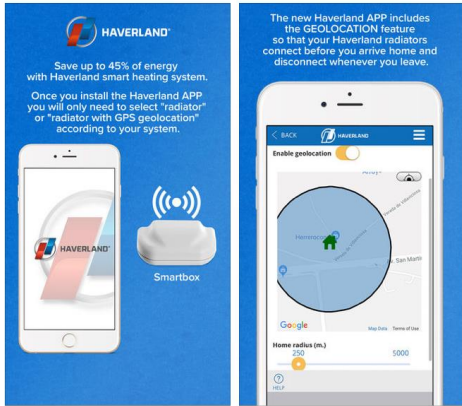 HAVERLAND®
Save up to 45% of energy
with Haverland smart heating system.
Once you install the Haverland APP
you will only need to select "radiator"
or "radiator with GPS geolocation"
according to your system.
HAVERLAND®
Smartbox
The new Haverland APP includes
the GEOLOCATION feature
so that your Haverland radiators
connect before you arrive home and
disconnect whenever you leave.
BACK
HAVERLAND
Enable geolocation
Av. San Martí
Google
Map Data
Terms of Use
Home radius (m.)
250
5000
?
HELP